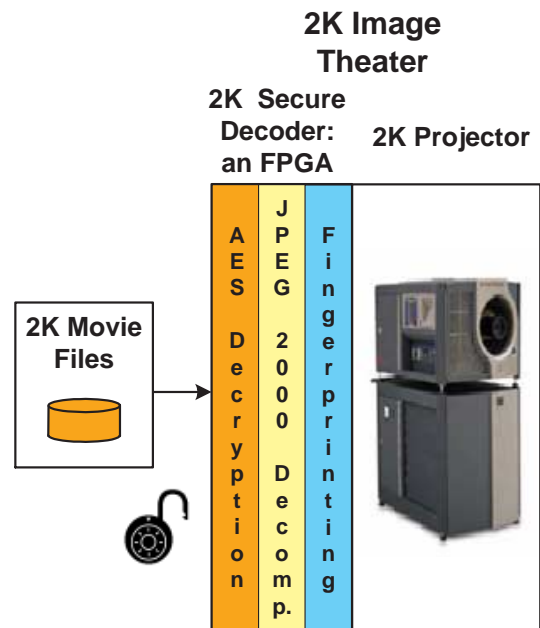 2K Image
Theater
2K Secure
Decoder:
an FPGA
2K Projector
2K Movie
Files
AES Decryption
JPEG 2000 Decomp.
Fingerprinting